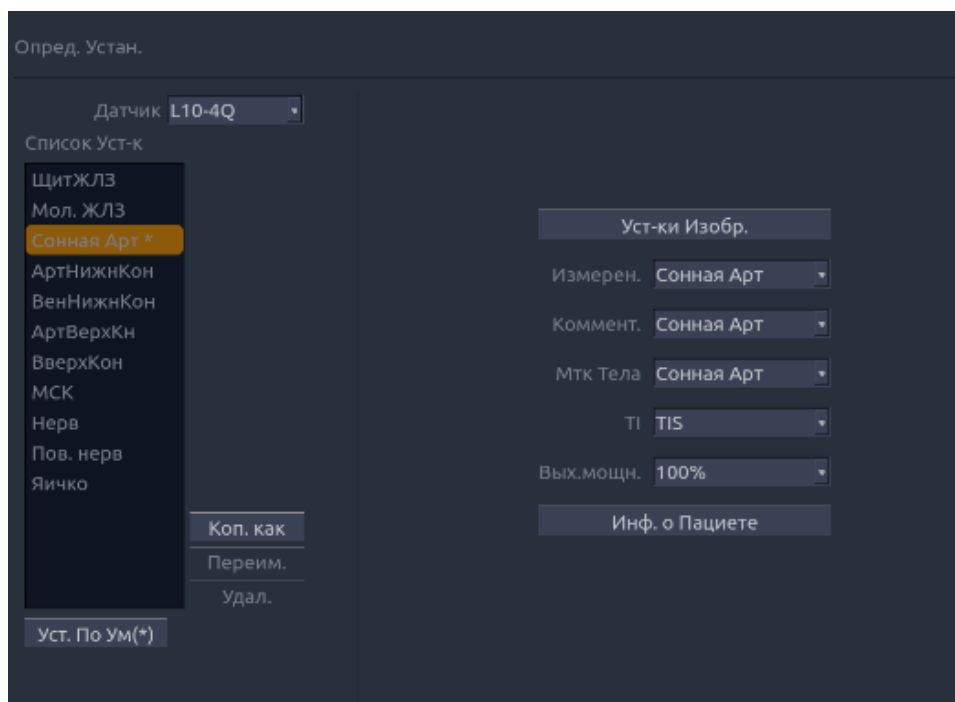 Опред. Устан.
Датчик L10-4Q
Список Уст-к
ЩитЖЛЗ
Мол. ЖЛЗ
Сонная Арт *
АртНижнКон
ВенНижнКон
АртВерхКн
ВверхКон
МСК
Нерв
Пов. нерв
Яичко
Коп. как
Переим.
Удал.
Уст. По Ум(*)
Уст-ки Изобр.
Измерен. Сонная Арт
Коммент. Сонная Арт
Мтк Тела Сонная Арт
TI TIS
Вых.мощн. 100%
Инф. о Пациете